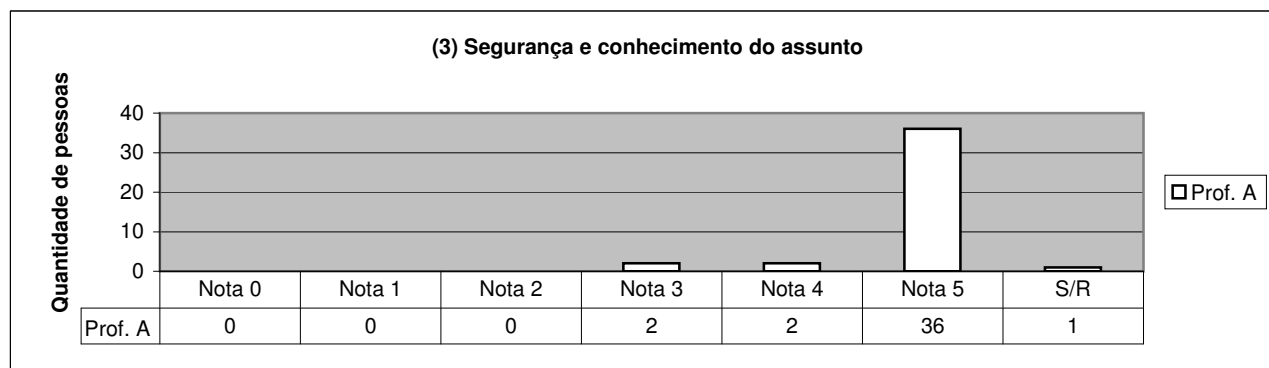 (3) Segurança e conhecimento do assunto
Quantidade de pessoas
40
30
20
10
0
Nota 0 Nota 1 Nota 2 Nota 3 Nota 4 Nota 5 S/R
Prof. A 0 0 0 2 2 36 1
Prof. A